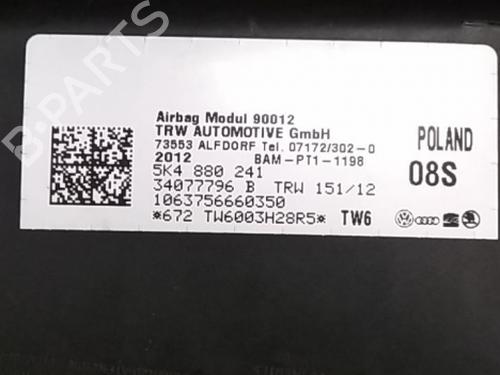 B-PARTS
Airbag Modul 90012
TRW AUTOMOTIVE GmbH
73553 ALFDORF Tel. 07172/302-0
2012 BAM-PT1-1198
5K4 880 241
34077796 B TRW 151/12
1063756660350
*672 TW6003H28R5* TW6
POLAND
08S